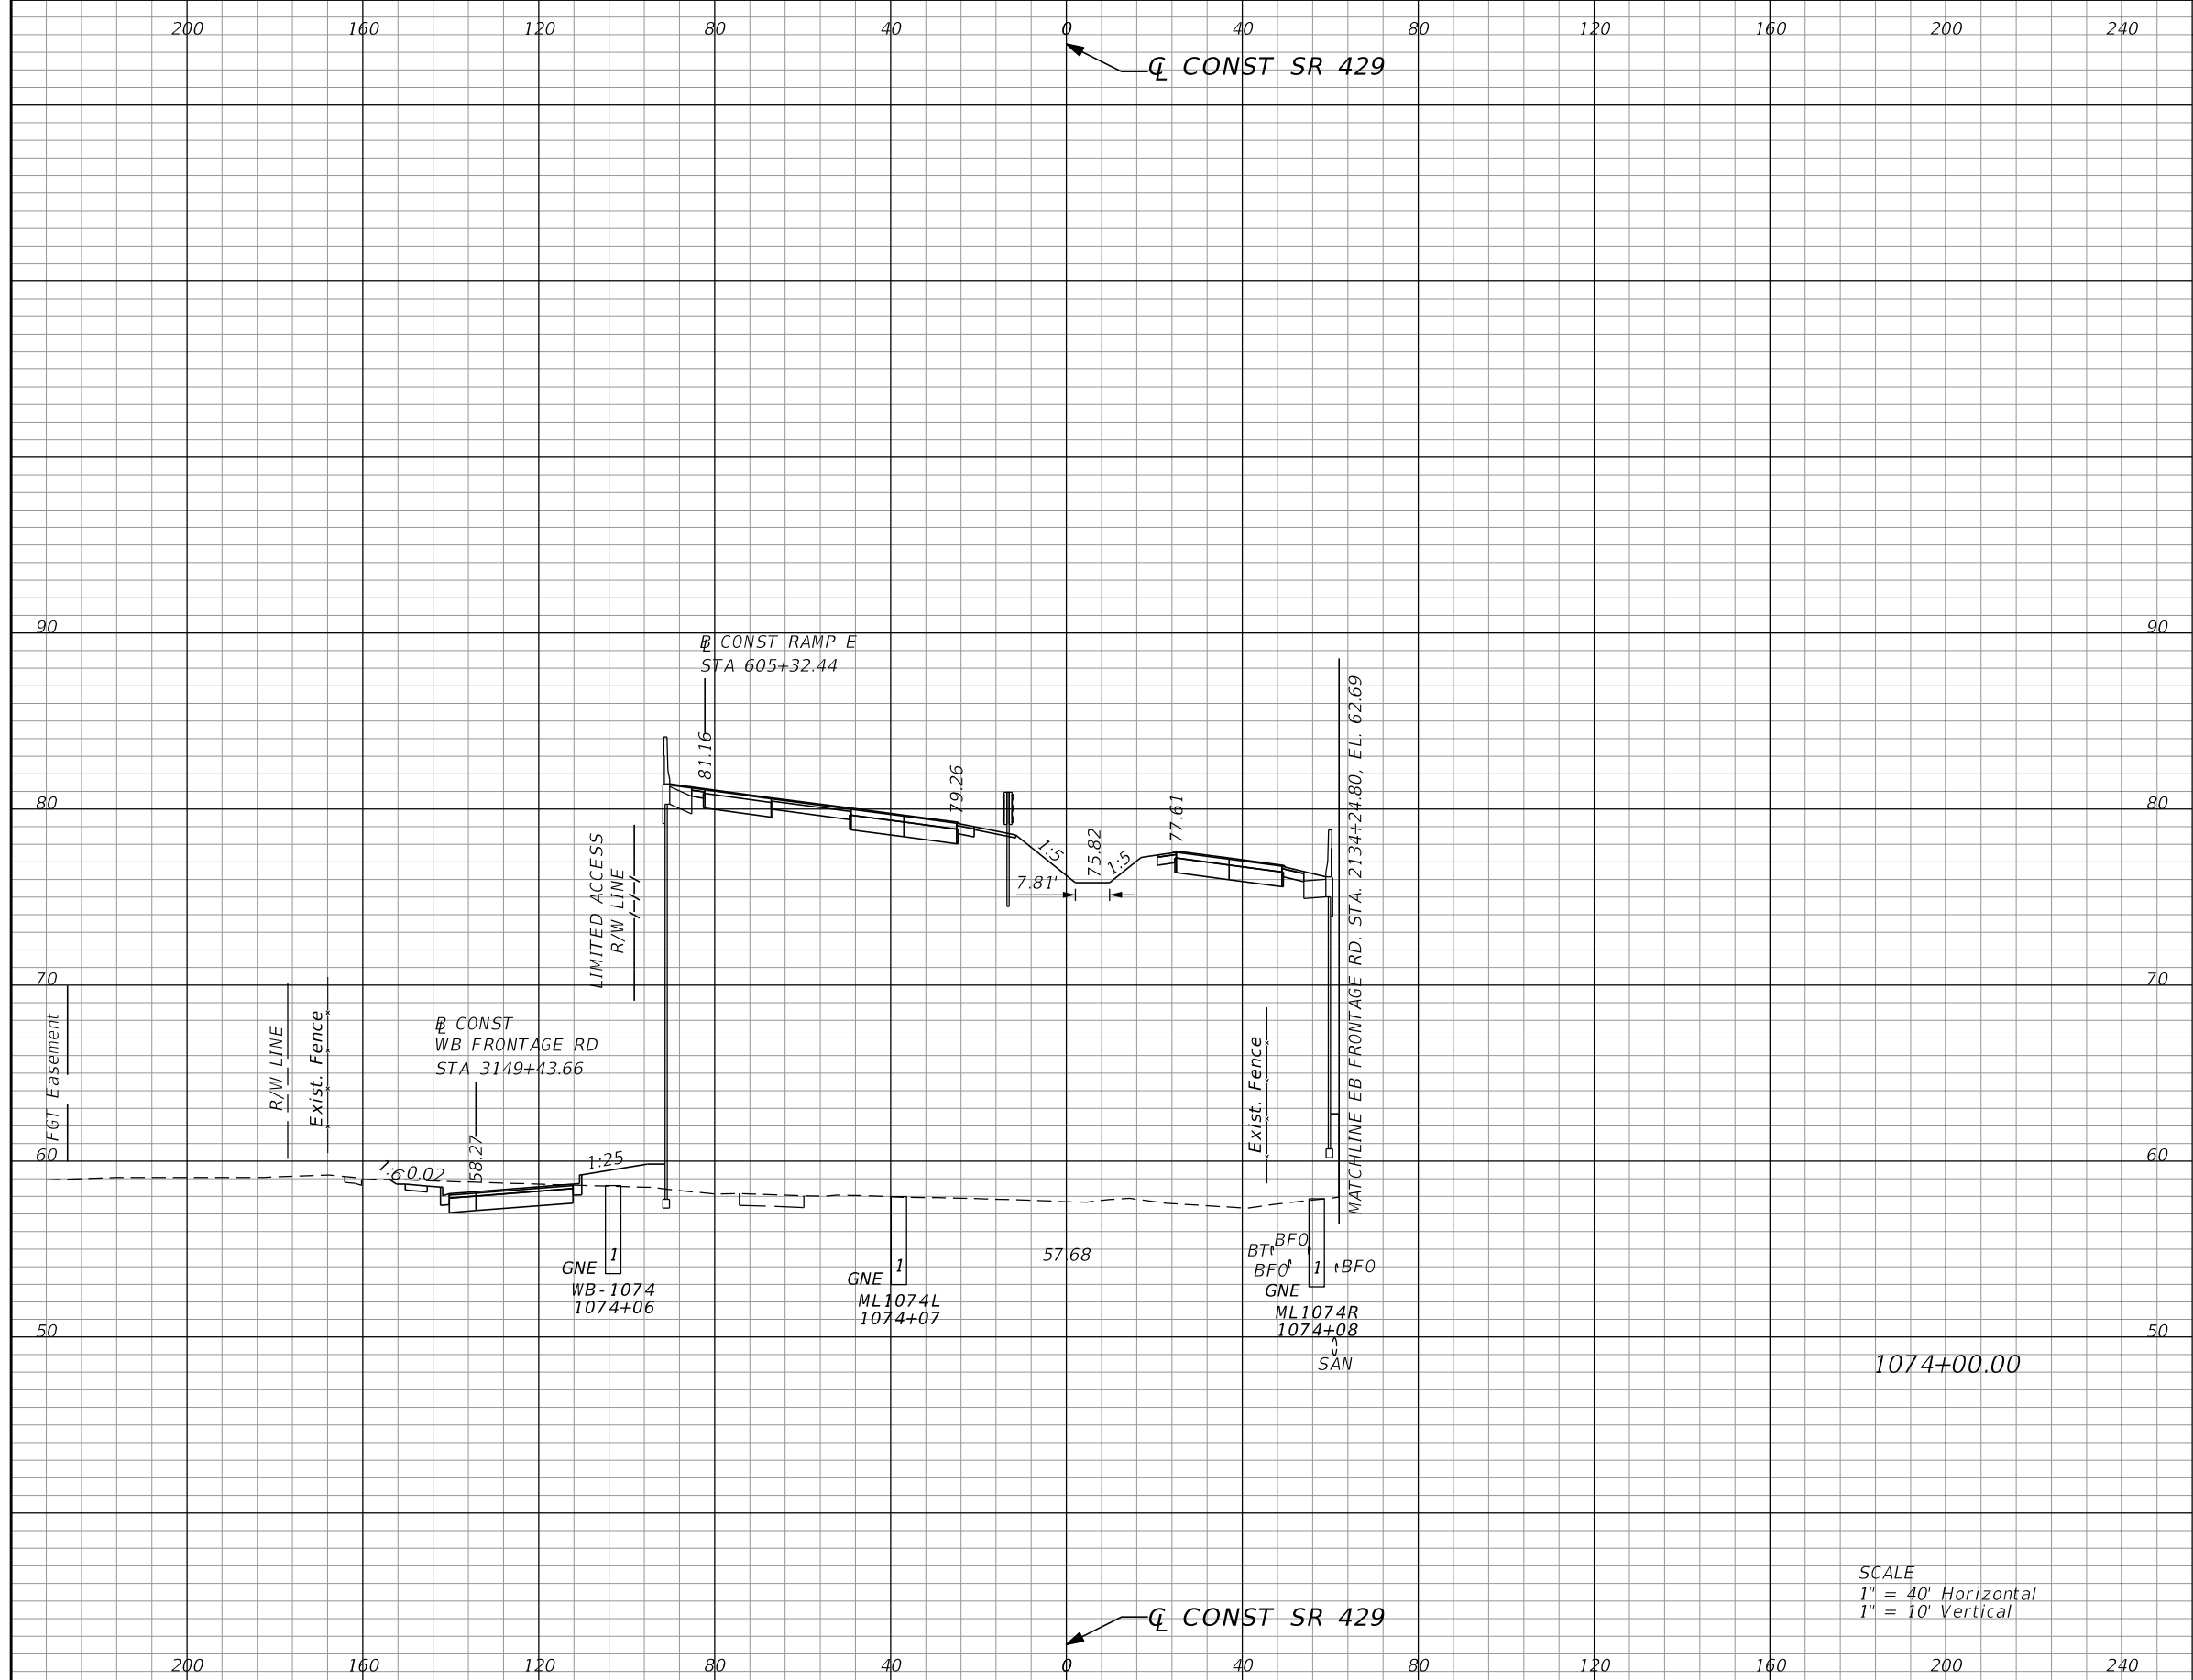 200 160 120 80 40 0 40 80 120 160 200 240
℄ CONST SR 429
90 90
℄ CONST RAMP E
STA 605+32.44
81.16
79.26
77.61
75.82
1:5
1:5
7.81'
80 80
LIMITED ACCESS
R/W LINE
MATCHLINE EB FRONTAGE RD. STA. 2134+24.80, EL. 62.69
70 70
FGT Easement
R/W LINE
Exist. Fence
B CONST
WB FRONTAGE RD
STA 3149+43.66
58.27
Exist. Fence
60 60
1:6
0.02
1:25
57.68
1
GNE
WB-1074
1074+06
1
GNE
ML1074L
1074+07
BT
BFO
BFO
BFO
1
GNE
ML1074R
1074+08
SAN
50 50
1074+00.00
SCALE
1" = 40' Horizontal
1" = 10' Vertical
℄ CONST SR 429
200 160 120 80 40 0 40 80 120 160 200 240